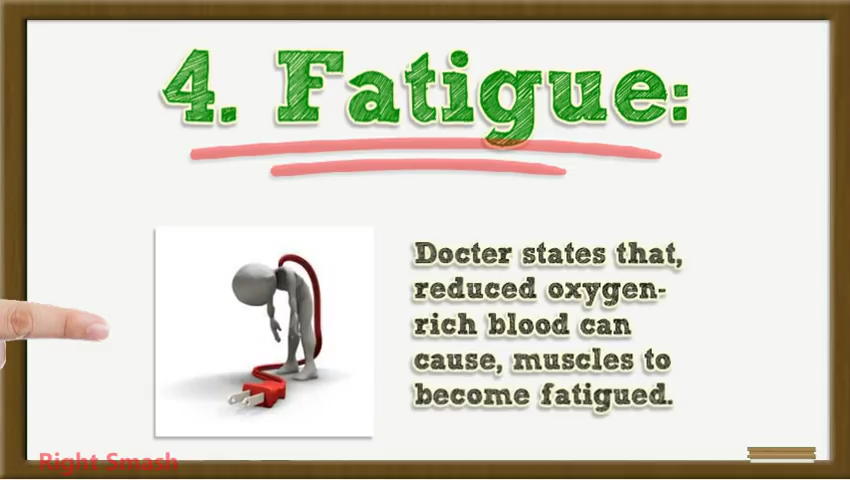 4. Fatigue:
Docter states that,
reduced oxygen-
rich blood can
cause, muscles to
become fatigued.
Right Smash